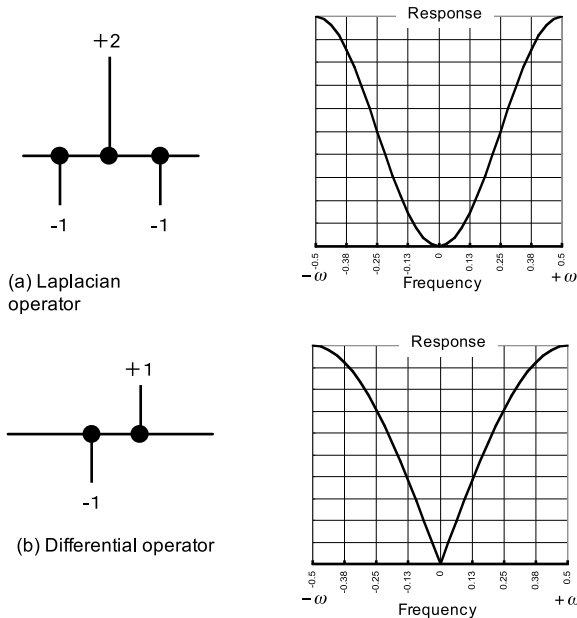 +2
-1 -1
(a) Laplacian
operator
Response
-0.5 -0.38 -0.25 -0.13 0 0.13 0.25 0.38 0.5
−ω Frequency +ω
+1
-1
(b) Differential operator
Response
-0.5 -0.38 -0.25 -0.13 0 0.13 0.25 0.38 0.5
−ω Frequency +ω